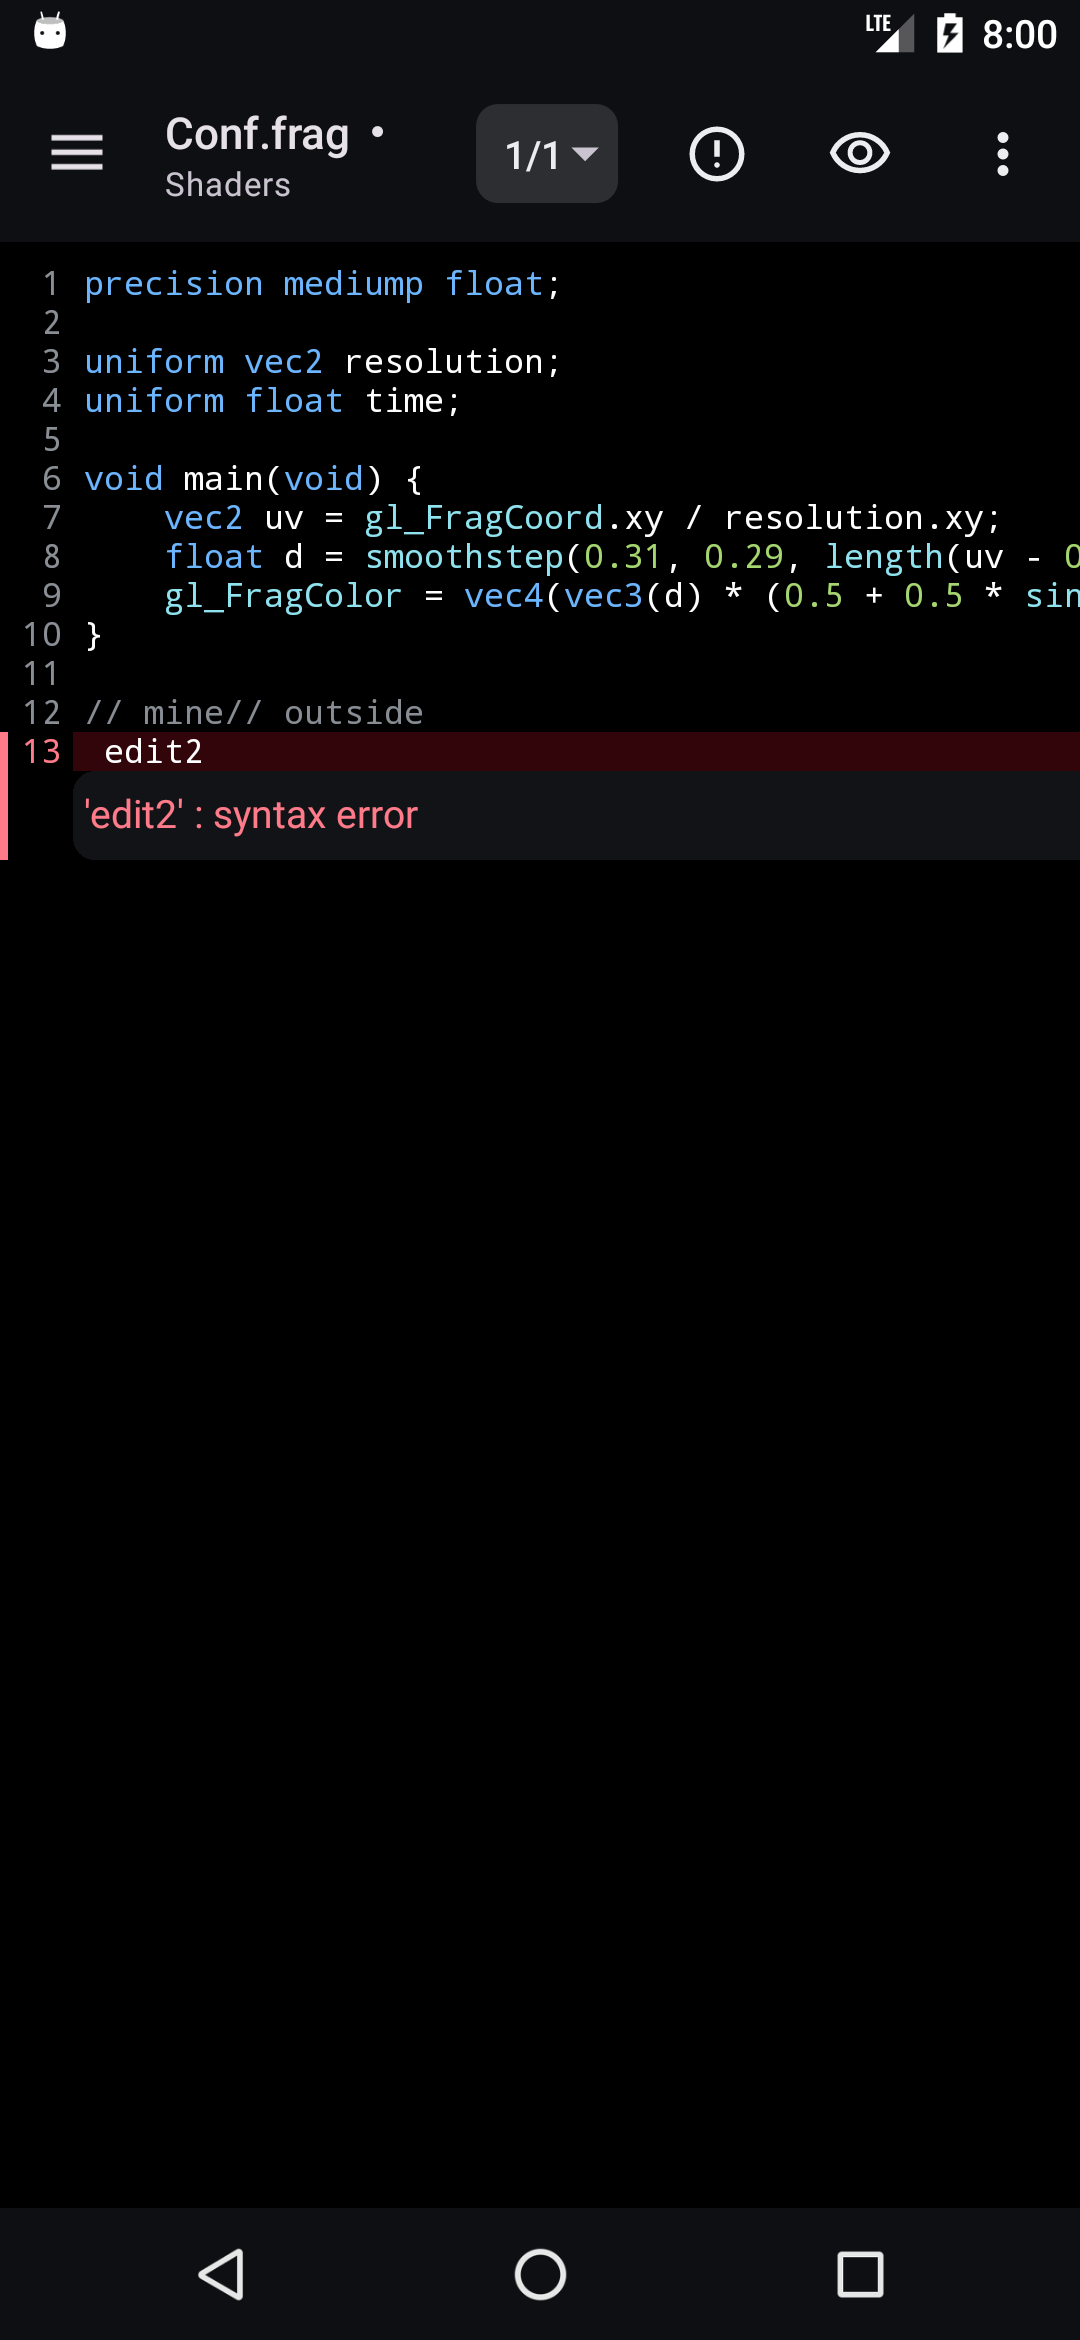 LTE 8:00
Conf.frag •
Shaders
1/1
1 precision mediump float;
2
3 uniform vec2 resolution;
4 uniform float time;
5
6 void main(void) {
7     vec2 uv = gl_FragCoord.xy / resolution.xy;
8     float d = smoothstep(0.31, 0.29, length(uv - 0
9     gl_FragColor = vec4(vec3(d) * (0.5 + 0.5 * sin
10 }
11
12 // mine// outside
13  edit2
'edit2' : syntax error